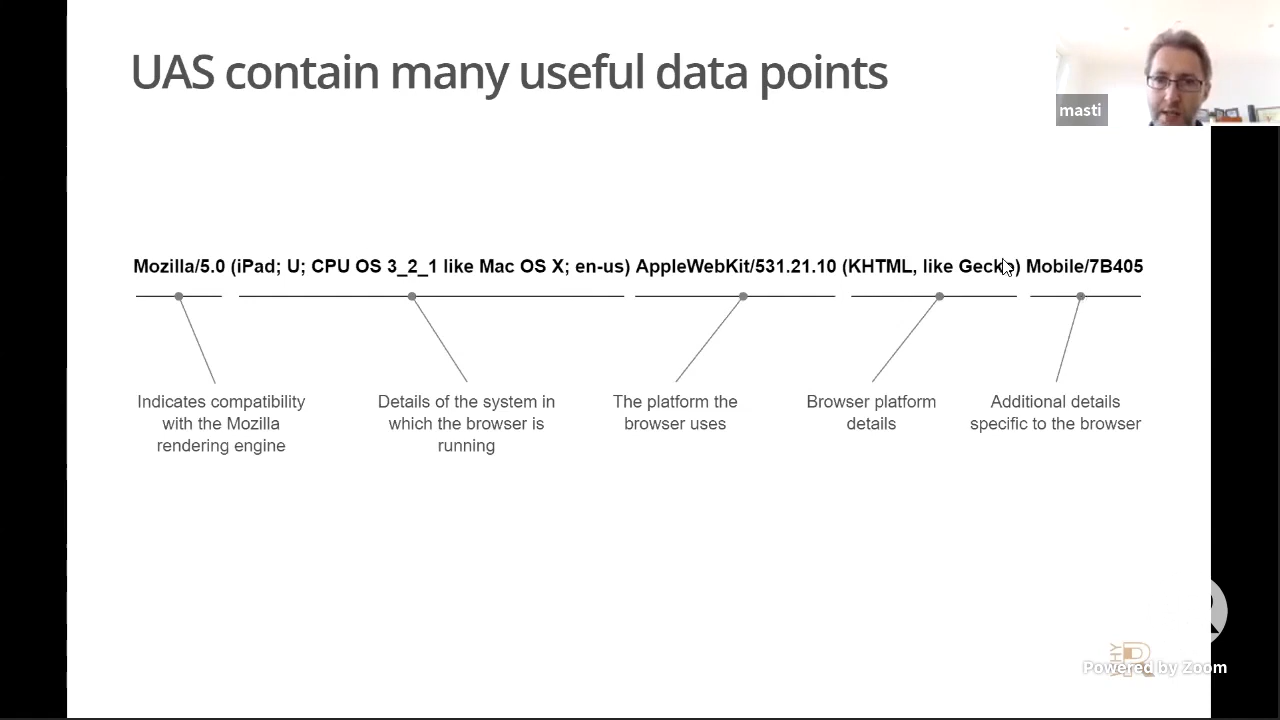 UAS contain many useful data points
masti
Mozilla/5.0 (iPad; U; CPU OS 3_2_1 like Mac OS X; en-us) AppleWebKit/531.21.10 (KHTML, like Gecko) Mobile/7B405
Indicates compatibility
with the Mozilla
rendering engine
Details of the system in
which the browser is
running
The platform the
browser uses
Browser platform
details
Additional details
specific to the browser
WHY R
Powered by Zoom